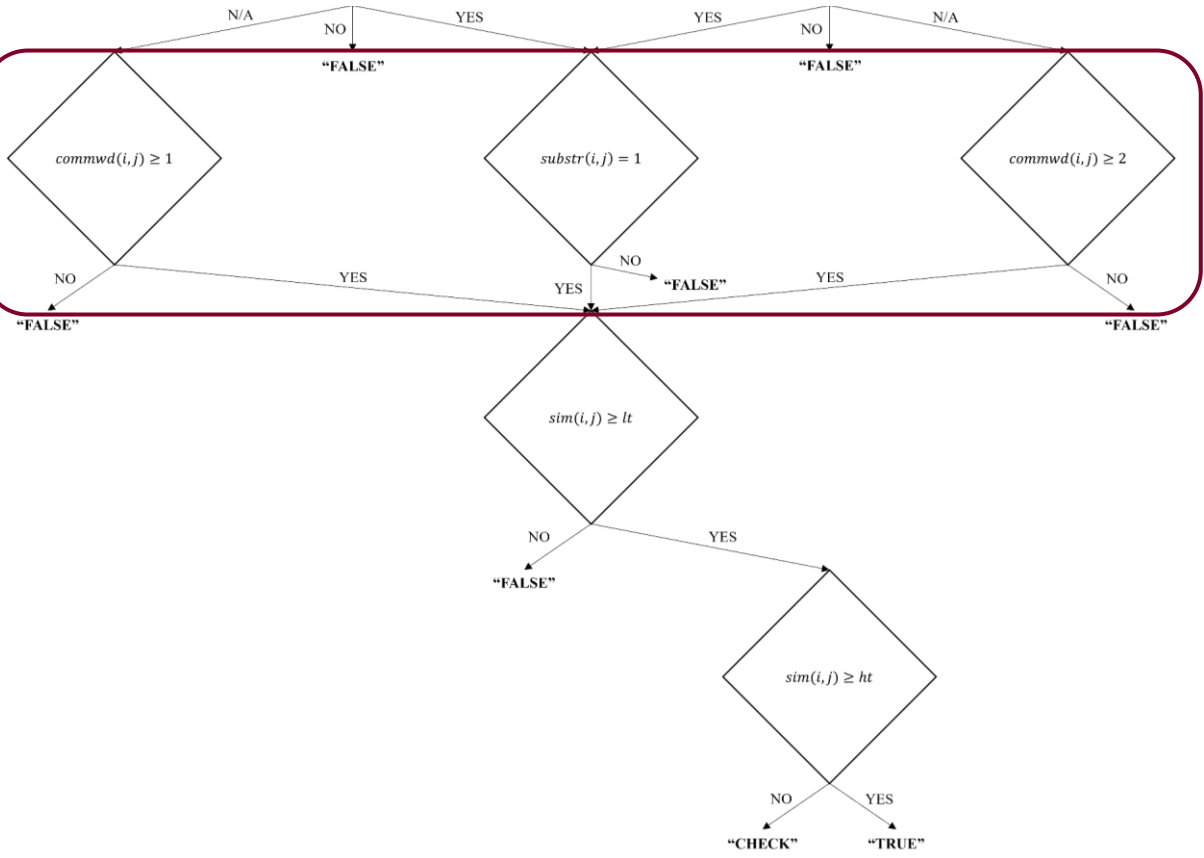 N/A
NO
YES
YES
NO
N/A
“FALSE”
“FALSE”
commwd(i,j) ≥ 1
substr(i,j) = 1
commwd(i,j) ≥ 2
NO
YES
YES
NO
“FALSE”
YES
NO
“FALSE”
“FALSE”
sim(i,j) ≥ lt
NO
YES
“FALSE”
sim(i,j) ≥ ht
NO
YES
“CHECK”
“TRUE”